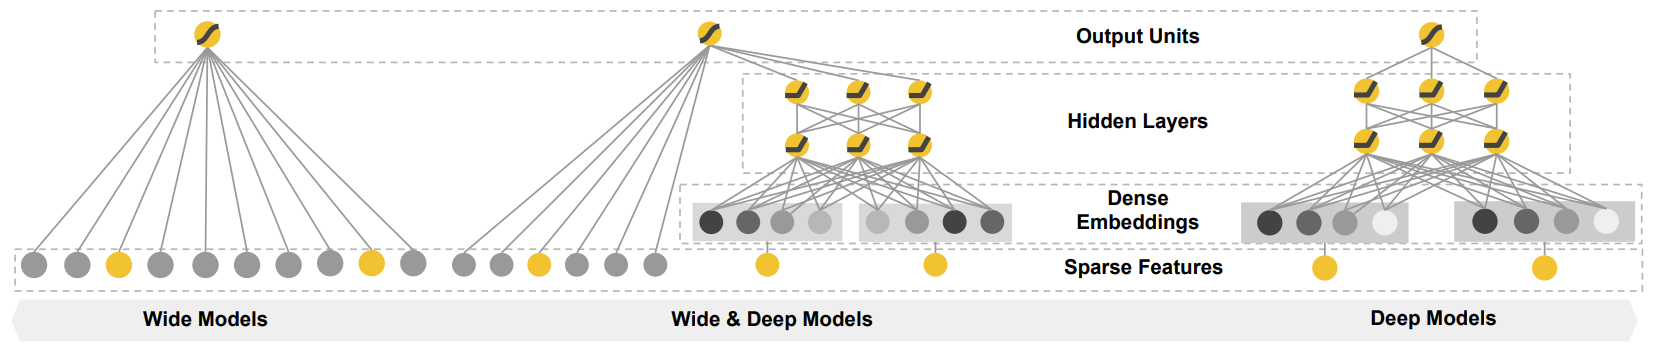 Output Units
Hidden Layers
Dense
Embeddings
Sparse Features
Wide Models
Wide & Deep Models
Deep Models